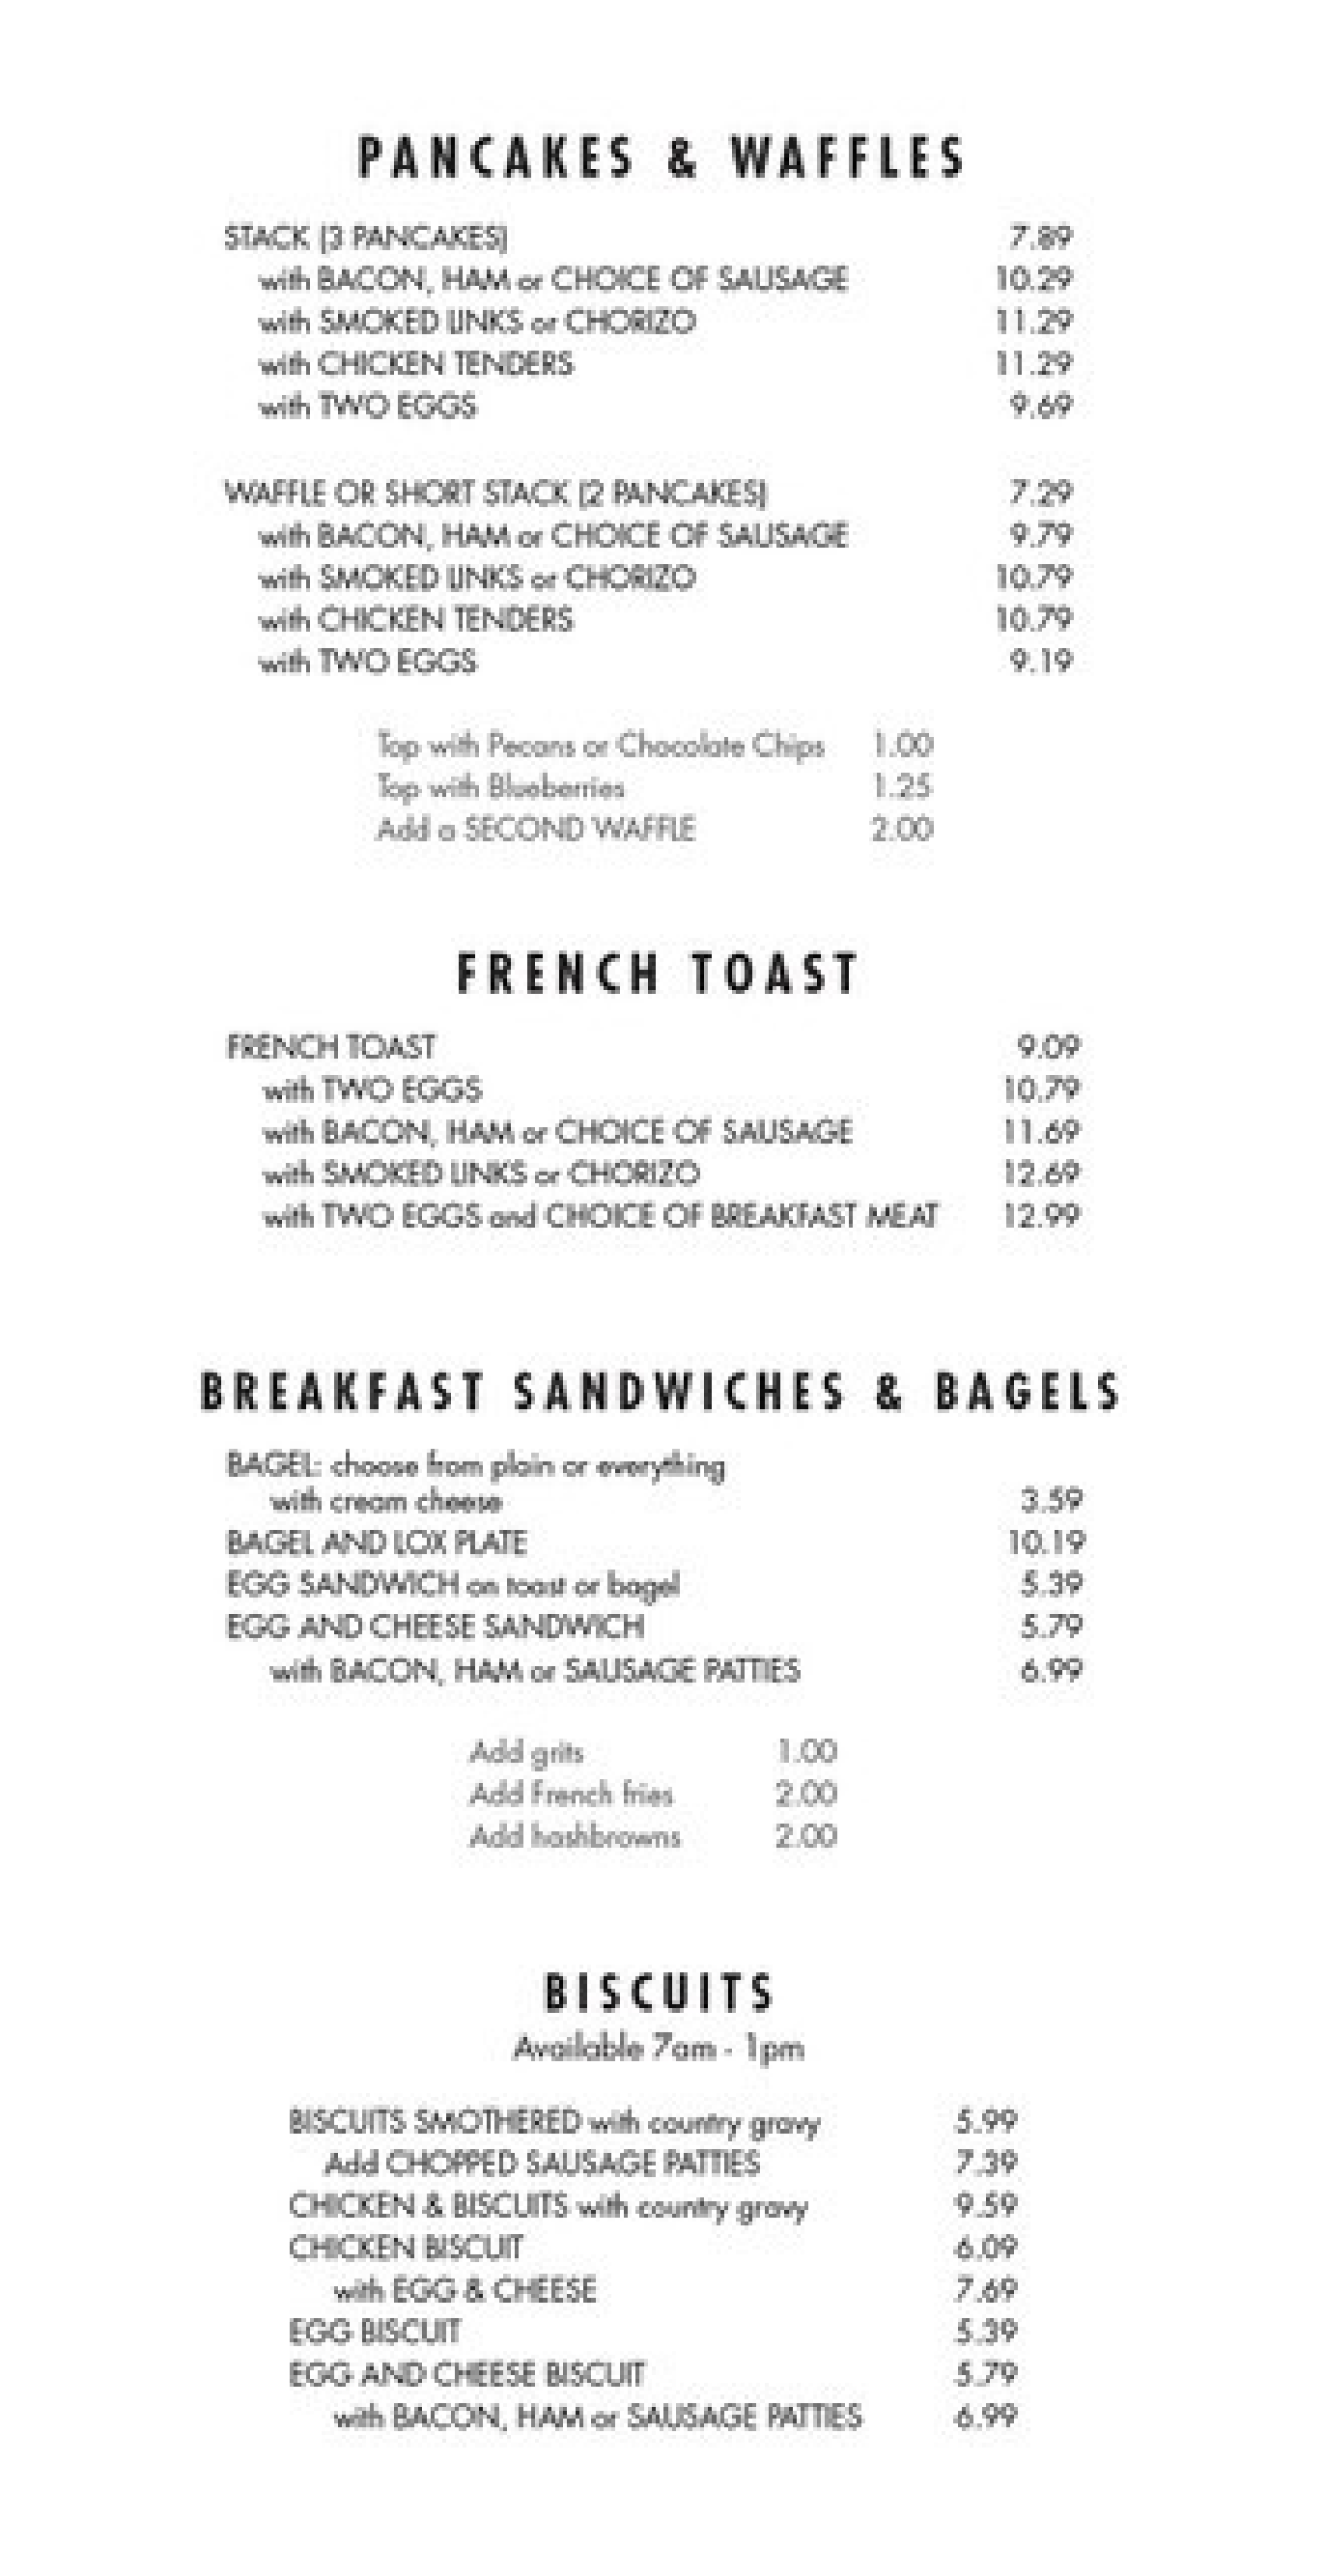 PANCAKES & WAFFLES
STACK (3 PANCAKES) 7.89
with BACON, HAM or CHOICE OF SAUSAGE 10.29
with SMOKED LINKS or CHORIZO 11.29
with CHICKEN TENDERS 11.29
with TWO EGGS 9.69
WAFFLE OR SHORT STACK (2 PANCAKES) 7.29
with BACON, HAM or CHOICE OF SAUSAGE 9.79
with SMOKED LINKS or CHORIZO 10.79
with CHICKEN TENDERS 10.79
with TWO EGGS 9.19
Top with Pecans or Chocolate Chips 1.00
Top with Blueberries 1.25
Add a SECOND WAFFLE 2.00
FRENCH TOAST
FRENCH TOAST 9.09
with TWO EGGS 10.79
with BACON, HAM or CHOICE OF SAUSAGE 11.69
with SMOKED LINKS or CHORIZO 12.69
with TWO EGGS and CHOICE OF BREAKFAST MEAT 12.99
BREAKFAST SANDWICHES & BAGELS
BAGEL: choose from plain or everything
with cream cheese 3.59
BAGEL AND LOX PLATE 10.19
EGG SANDWICH on toast or bagel 5.39
EGG AND CHEESE SANDWICH 5.79
with BACON, HAM or SAUSAGE PATTIES 6.99
Add grits 1.00
Add French fries 2.00
Add hashbrowns 2.00
BISCUITS
Available 7am - 1pm
BISCUITS SMOTHERED with country gravy 5.99
Add CHOPPED SAUSAGE PATTIES 7.39
CHICKEN & BISCUITS with country gravy 9.59
CHICKEN BISCUIT 6.09
with EGG & CHEESE 7.69
EGG BISCUIT 5.39
EGG AND CHEESE BISCUIT 5.79
with BACON, HAM or SAUSAGE PATTIES 6.99